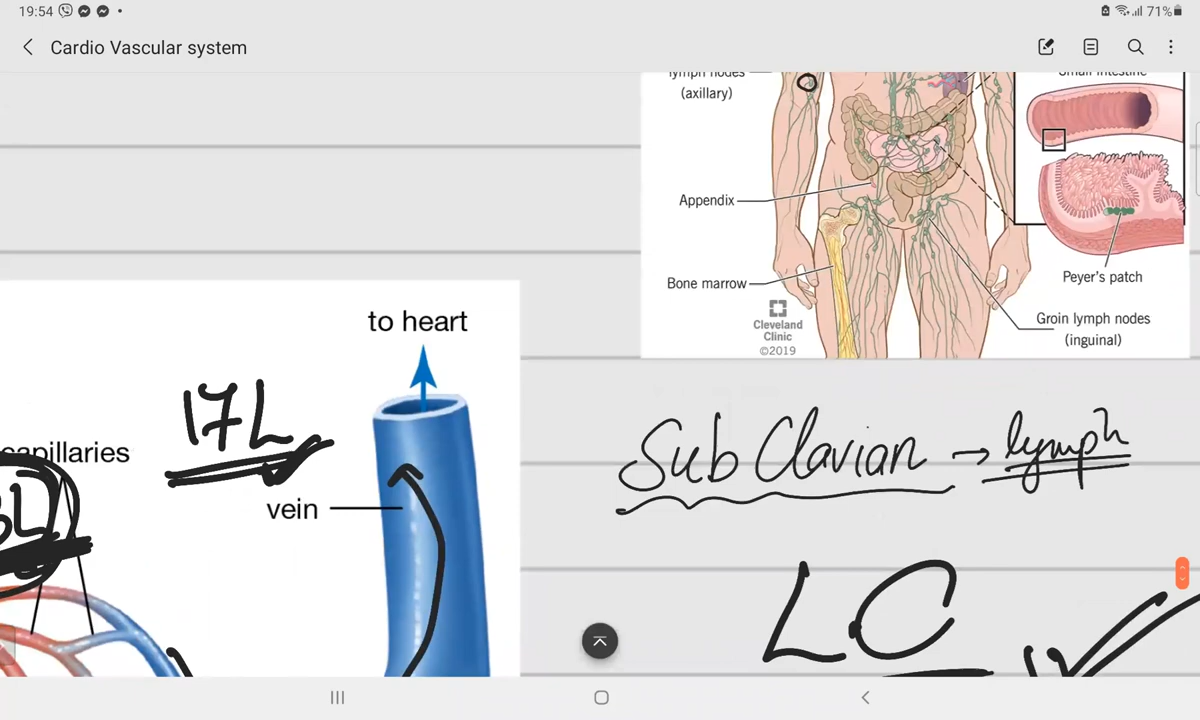 19:54
71%
Cardio Vascular system
lymph nodes
(axillary)
Small intestine
Appendix
Bone marrow
Peyer's patch
Groin lymph nodes
(inguinal)
Cleveland
Clinic
©2019
to heart
17L
capillaries
vein
Sub Clavian → lymph
LC